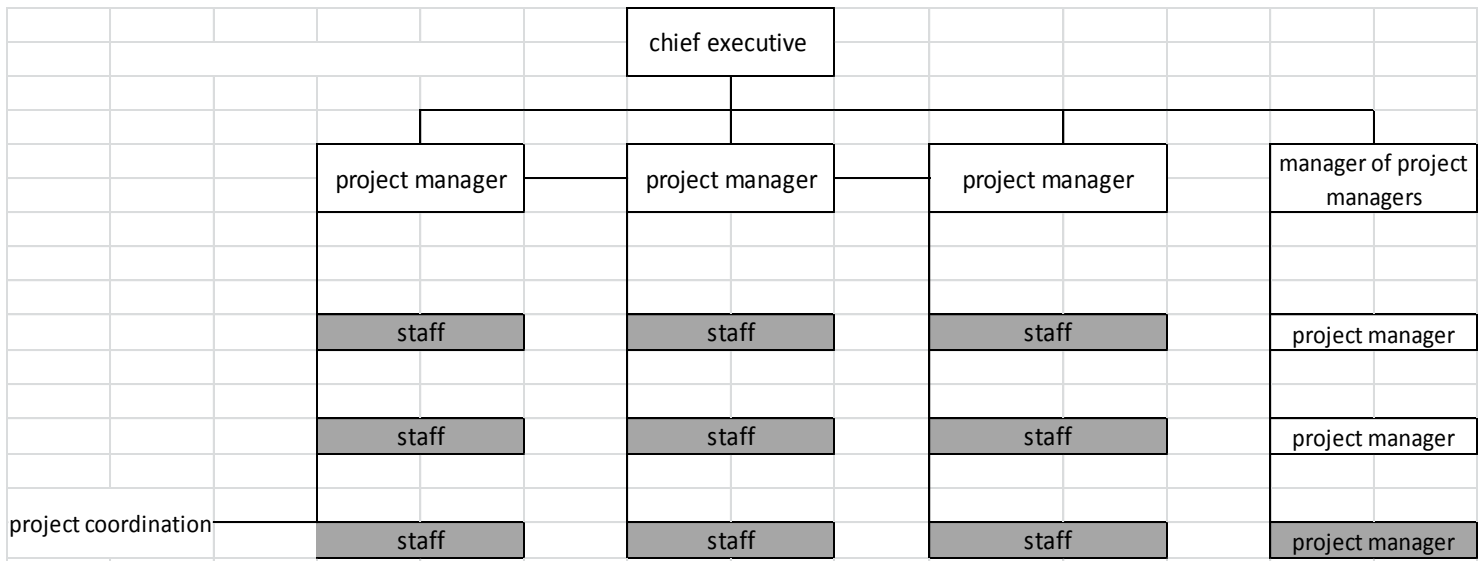 chief executive
project manager
project manager
project manager
manager of project
managers
staff
staff
staff
project manager
staff
staff
staff
project manager
project coordination
staff
staff
staff
project manager